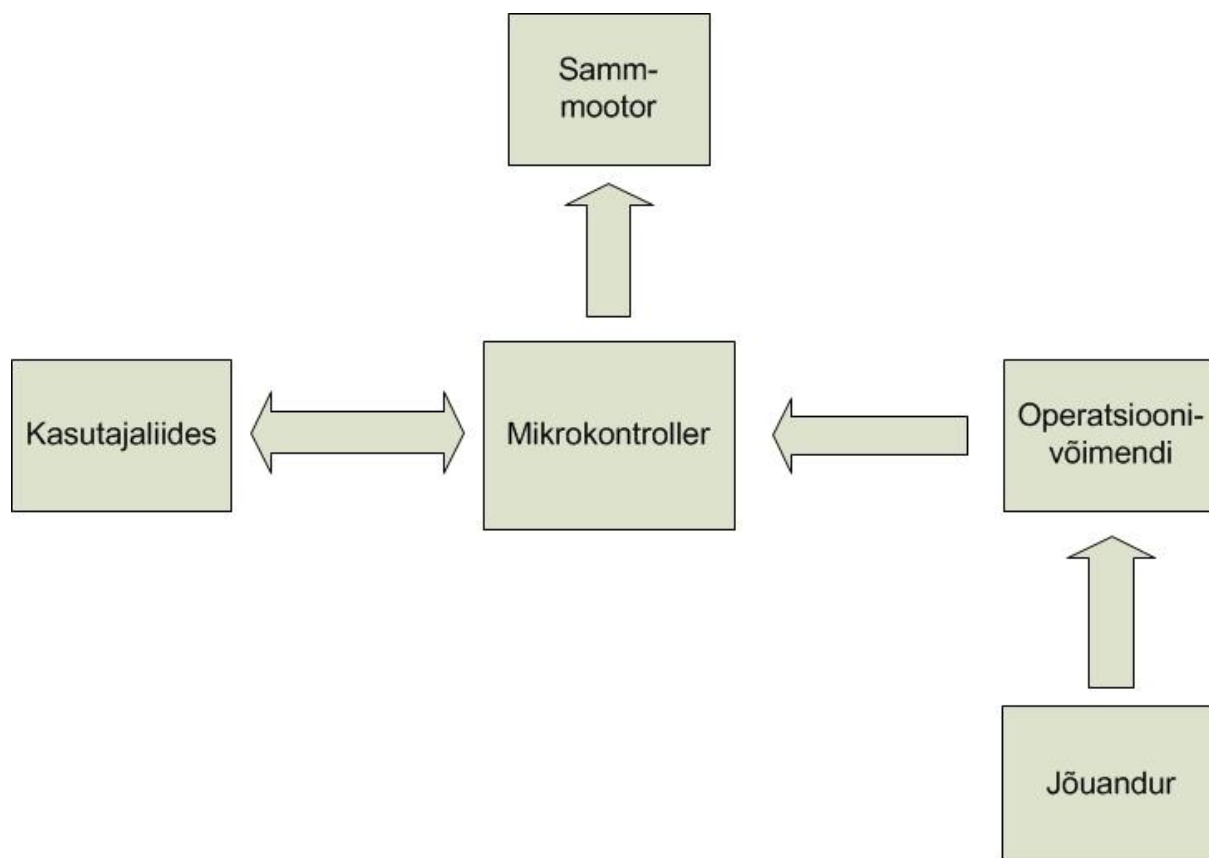 Samm-
mootor
Kasutajaliides
Mikrokontroller
Operatsiooni-
võimendi
Jõuandur